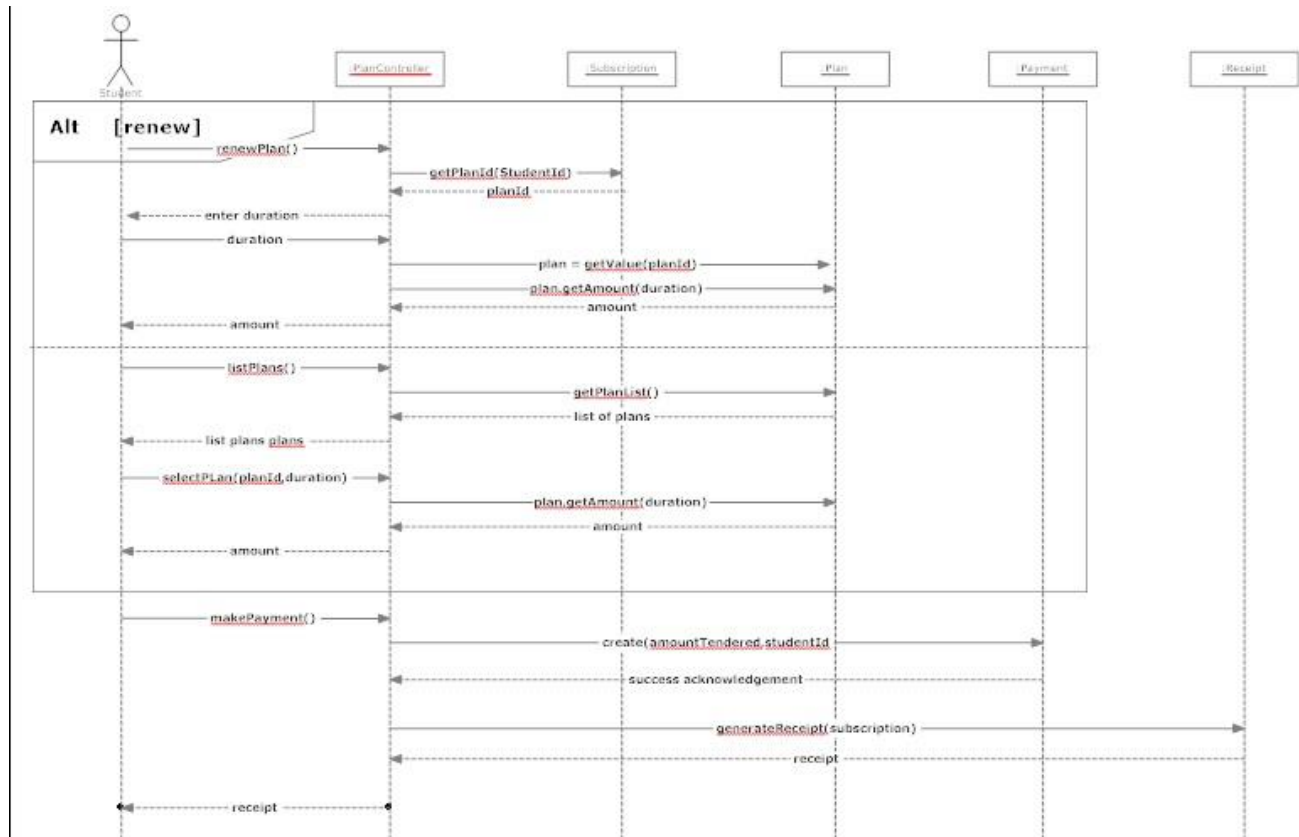 :PlanController
:Subscription
:Plan
:Payment
:Receipt
Student
Alt [renew]
renewPlan()
getPlanId(StudentId)
planId
enter duration
duration
plan = getValue(planId)
plan.getAmount(duration)
amount
amount
listPlans()
getPlanList()
list of plans
list plans plans
selectPLan(planId,duration)
plan.getAmount(duration)
amount
amount
makePayment()
create(amountTendered,studentId
success acknowledgement
generateReceipt(subscription)
receipt
receipt